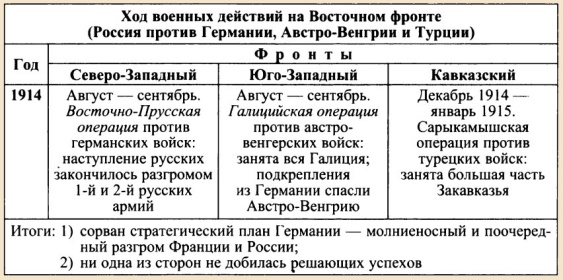 Ход военных действий на Восточном фронте
(Россия против Германии, Австро-Венгрии и Турции)
Год
Фронты
Северо-Западный
Юго-Западный
Кавказский
1914
Август — сентябрь.
Восточно-Прусская
операция против
германских войск:
наступление русских
закончилось разгромом
1-й и 2-й русских
армий
Август — сентябрь.
Галицийская операция
против австро-
венгерских войск:
занята вся Галиция;
подкрепления
из Германии спасли
Австро-Венгрию
Декабрь 1914 —
январь 1915.
Сарыкамышская
операция против
турецких войск:
занята большая часть
Закавказья
Итоги: 1) сорван стратегический план Германии — молниеносный и поочеред-
ный разгром Франции и России;
2) ни одна из сторон не добилась решающих успехов